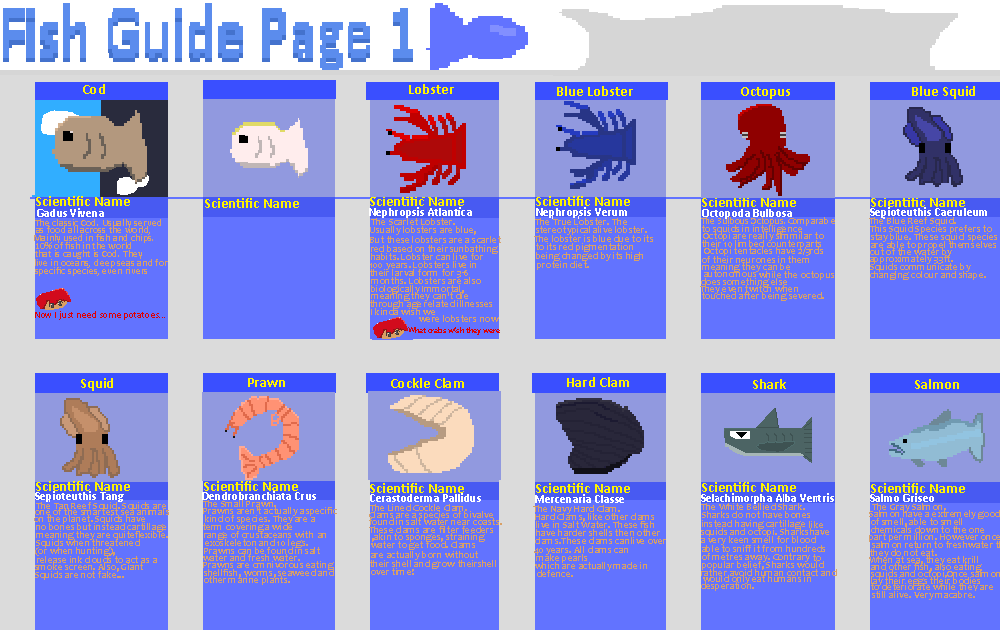 Fish Guide Page 1
Cod
Scientific Name
Gadus Vivena
The classic Cod. Usually served
as food all across the world,
Mainly used in fish and chips.
10% of fish in the world
that is caught is Cod. They
live in oceans, deep seas and for
specific species, even rivers
Now I just need some potatoes...
Scientific Name
Lobster
Scientific Name
Nephropsis Atlantica
The Scarlet Lobster.
Usually lobsters are blue,
but these lobsters are a scarlet
red based on their sunbathing
habits. Lobster can live for
100 years. Lobsters live in
their larval form for 3-6
months. Lobsters are also
biologically immortal,
meaning they can't die
through age related illnesses
I kinda wish we
were lobsters now
What crabs wish they were
Blue Lobster
Scientific Name
Nephropsis Verum
The True Lobster. The
stereotypical alive lobster.
The lobster is blue due to its
to its red pigmentation
being changed by its high
protein diet.
Octopus
Scientific Name
Octopoda Bulbosa
The Bulbous Octopus. Comparable
to squids in intelligence
Octopi are really similar to
their 10 limbed counterparts
Octopi tentacles have 2/3rds
of their neurones in them
meaning they can be
autonomous while the octopus
does something else
They even twitch when
touched after being severed.
Blue Squid
Scientific Name
Sepioteuthis Caeruleum
The Blue Reef Squid.
This Squid Species prefers to
stay blue. These squid species
are able to propel themselves
out of the water by
approximately
Squids communicate by
changing colour and shape.
Squid
Scientific Name
Sepioteuthis Tang
The Tan Reef Squid. Squids are
one of the smartest sea animals
on the planet. Squids have
no bones but instead cartilage
meaning they are quite flexible.
Squids when threatened
(or when hunting),
release ink clouds to act as a
smoke screen. Also, Giant
Squids are not fake...
Prawn
Scientific Name
Dendrobranchiata Crus
The Small Prawn.
Prawns aren't actually a specific
kind of species. They are a
term covering a wide
range of crustaceans with an
exoskeleton and 10 legs.
Prawns can be found in salt
water and fresh water.
Prawns are omnivorous eating
shellfish, worms, seaweed and
other marine plants.
Cockle Clam
Scientific Name
Cerastoderma Pallidus
The Lined Cockle Clam.
Clams are a species of bivalve
found in salt water near coasts
These clams are filter feeders
akin to sponges, straining
water to get food. Clams
are actually born without
their shell and grow their shell
over time!
Hard Clam
Scientific Name
Mercenaria Classe
The Navy Hard Clam.
Hard Clams, like other clams
live in Salt Water. These fish
have harder shells then other
clams. These clams can live over
30 years. All clams can
make pearls
which are actually made in
defence.
Shark
Scientific Name
Selachimorpha Alba Ventris
The White Bellied Shark.
Sharks do not have bones
instead having cartilage like
squids and octopi. Sharks have
a very keen smell for blood
able to sniff it from hundreds
of metres away. Contrary to
popular belief, Sharks would
rather avoid human contact and
would only eat humans in
desperation.
Salmon
Scientific Name
Salmo Griseo
The Gray Salmon,
Salmon have an extremely good
of smell, able to smell
chemicals down to the one
part per million. However once
salmon return to freshwater t
they do not eat.
When at sea, they eat krill
and other fish, also eating
squids and octopi. Once salmon
lay their eggs their bodies
to deteriorate while they are
still alive. Very macabre.